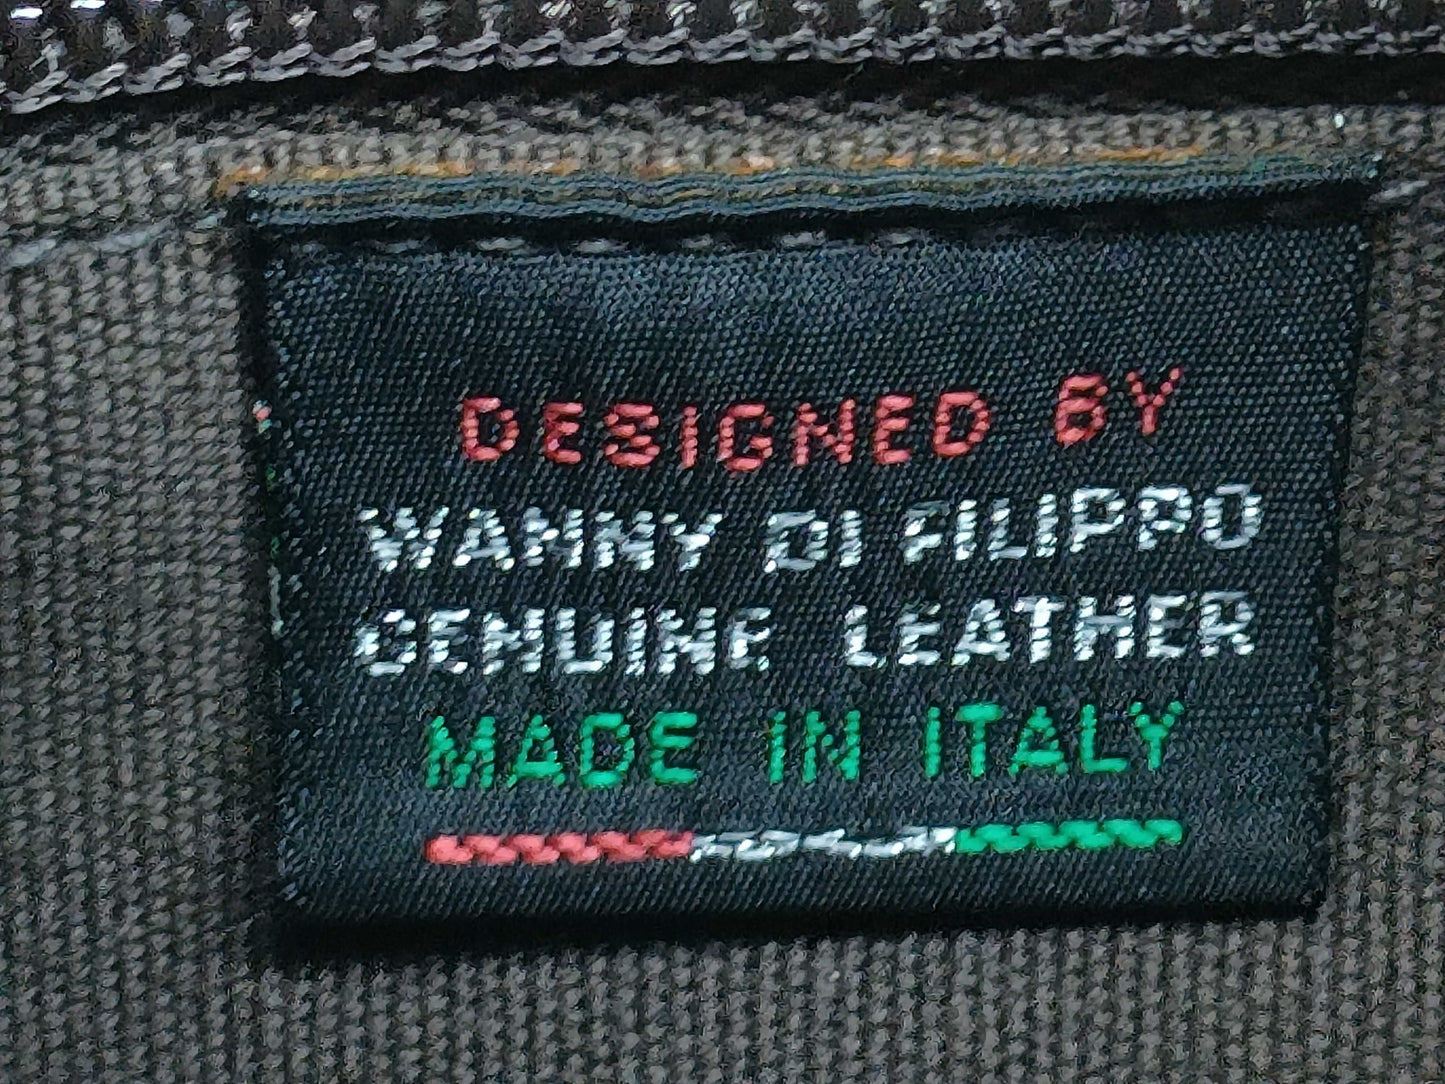 DESIGNED BY
WANNY DI FILIPPO
GENUINE LEATHER
MADE IN ITALY